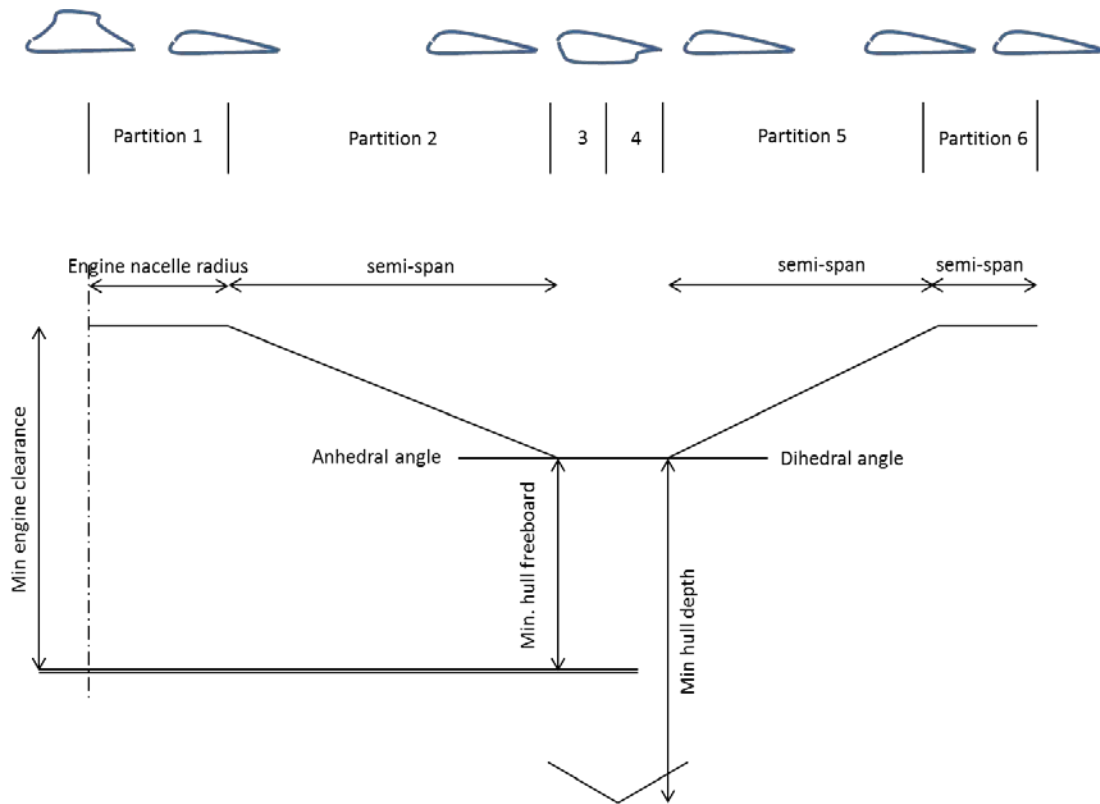 Partition 1
Partition 2
3
4
Partition 5
Partition 6
Engine nacelle radius
semi-span
semi-span
semi-span
Anhedral angle
Dihedral angle
Min engine clearance
Min. hull freeboard
Min hull depth